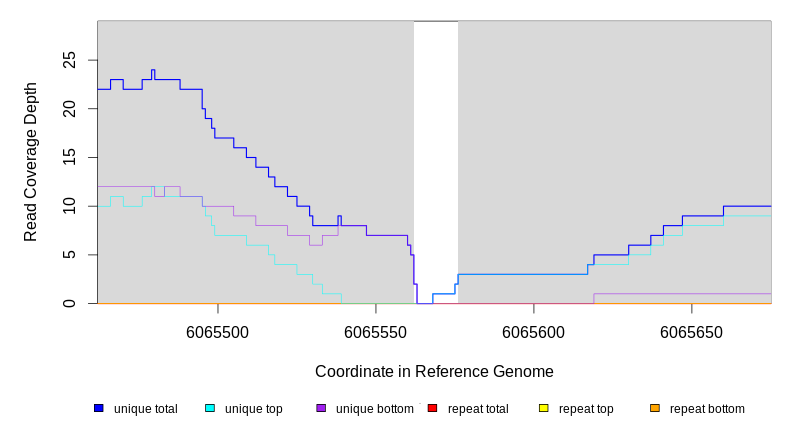 Read Coverage Depth
25
20
15
10
5
0
6065500 6065550 6065600 6065650
Coordinate in Reference Genome
unique total unique top unique bottom repeat total repeat top repeat bottom